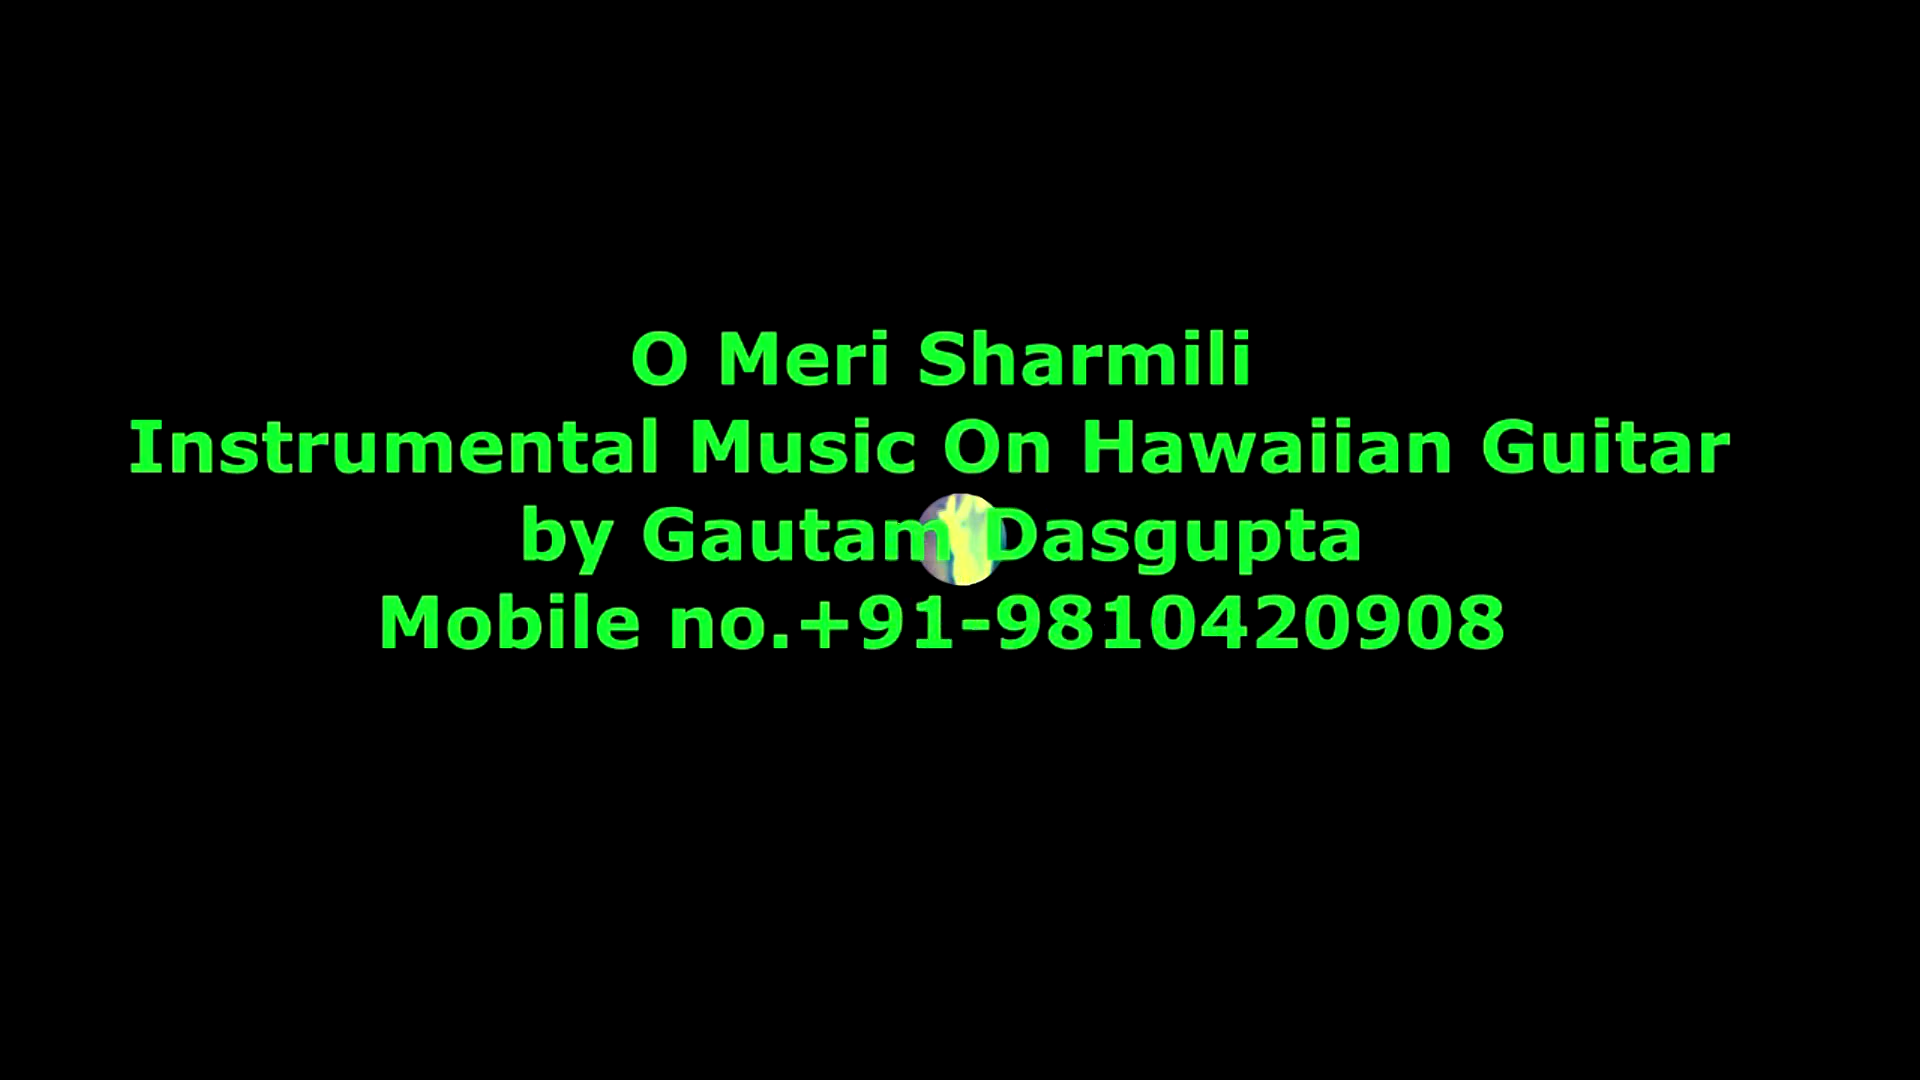 O Meri Sharmili
Instrumental Music On Hawaiian Guitar
by Gautam Dasgupta
Mobile no.+91-9810420908